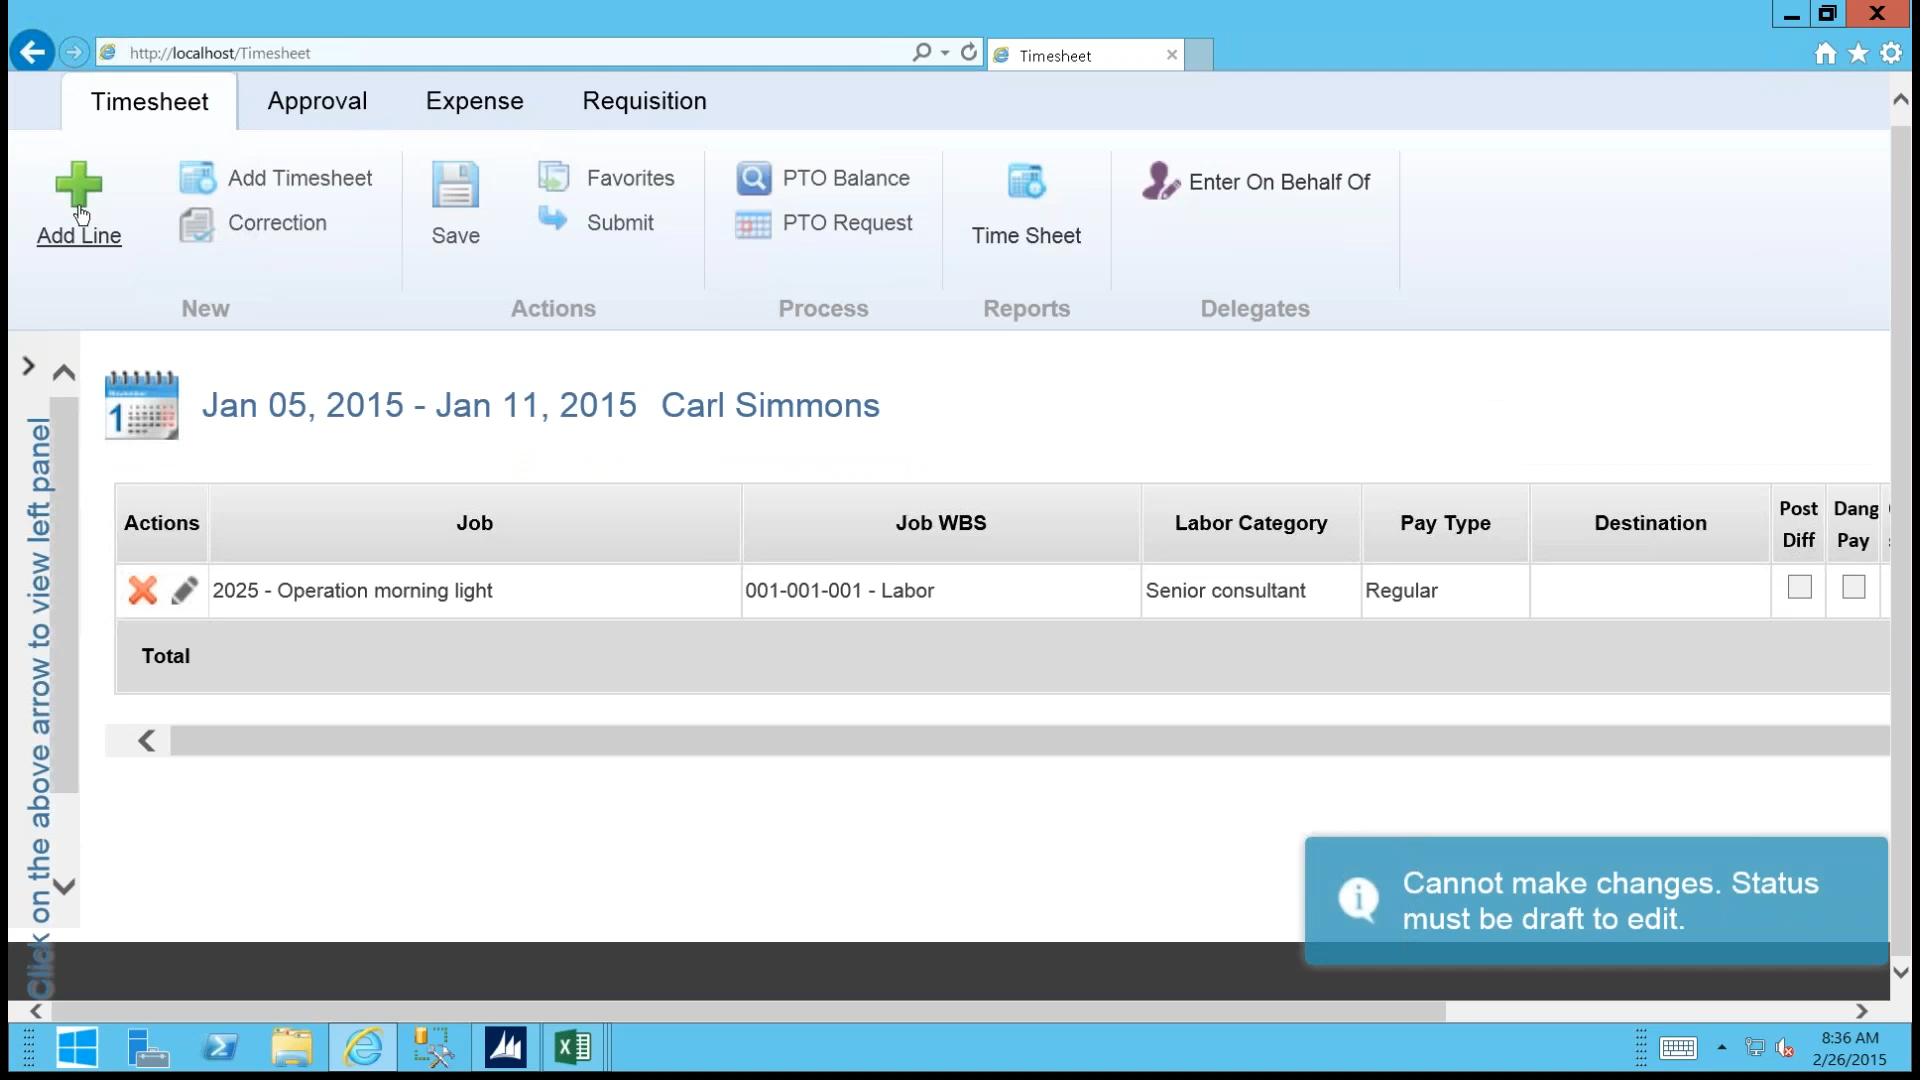 http://localhost/Timesheet
Timesheet
Timesheet
Approval
Expense
Requisition
Add Line
Add Timesheet
Correction
New
Save
Favorites
Submit
Actions
PTO Balance
PTO Request
Process
Time Sheet
Reports
Enter On Behalf Of
Delegates
Click on the above arrow to view left panel
Jan 05, 2015 - Jan 11, 2015 Carl Simmons
Actions
Job
Job WBS
Labor Category
Pay Type
Destination
Post
Diff
Dang
Pay
2025 - Operation morning light
001-001-001 - Labor
Senior consultant
Regular
Total
Cannot make changes. Status
must be draft to edit.
8:36 AM
2/26/2015